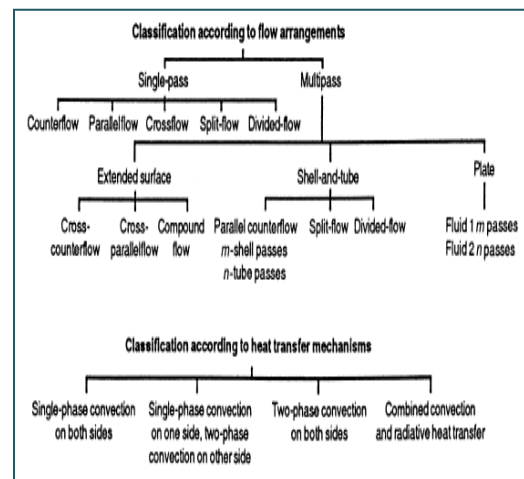 Classification according to flow arrangements
Single-pass Multipass
Counterflow Parallelflow Crossflow Split-flow Divided-flow
Extended surface Shell-and-tube Plate
Cross- Cross- Compound Parallel counterflow Split-flow Divided-flow Fluid 1 m passes
counterflow parallelflow flow m-shell passes Fluid 2 n passes
n-tube passes
Classification according to heat transfer mechanisms
Single-phase convection Single-phase convection Two-phase convection Combined convection
on both sides on one side, two-phase on both sides and radiative heat transfer
convection on other side